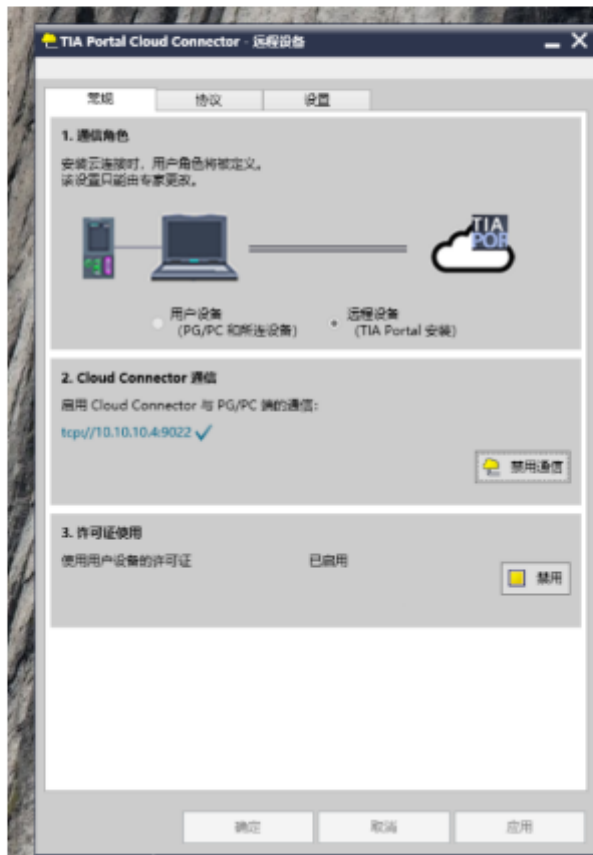 TIA Portal Cloud Connector - 远程设备
常规
协议
设置
1. 通信角色
安装云连接时，用户角色将被定义。
该设置只能由专家更改。
TIA
POR
用户设备
(PG/PC 和所连设备)
远程设备
(TIA Portal 安装)
2. Cloud Connector 通信
启用 Cloud Connector 与 PG/PC 端的通信:
tcp://10.10.10.4:9022
禁用通信
3. 许可证使用
使用用户设备的许可证
已启用
禁用
确定
取消
应用